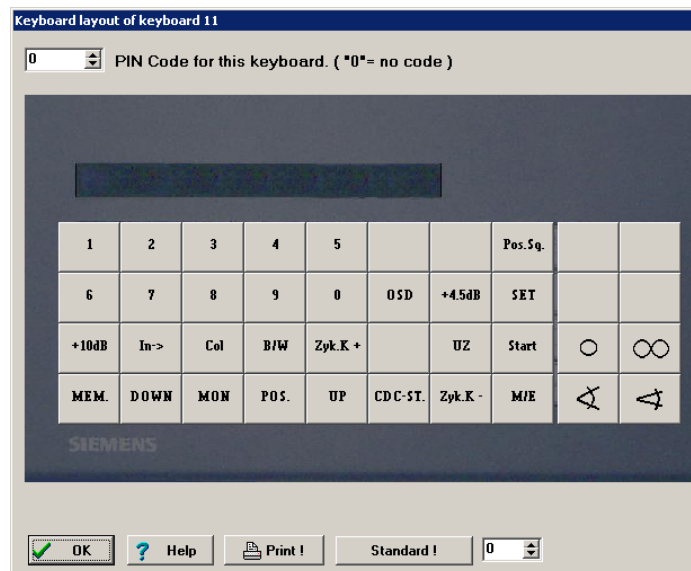 Keyboard layout of keyboard 11
0 PIN Code for this keyboard. ( "0"= no code )
1 2 3 4 5 Pos.Sq.
6 7 8 9 0 OSD +4.5dB SET
+10dB In-> Col B/W Zyk.K + UZ Start
MEM. DOWN MON POS. UP CDC-ST. Zyk.K - M/E
SIEMENS
OK ? Help Print ! Standard ! 0